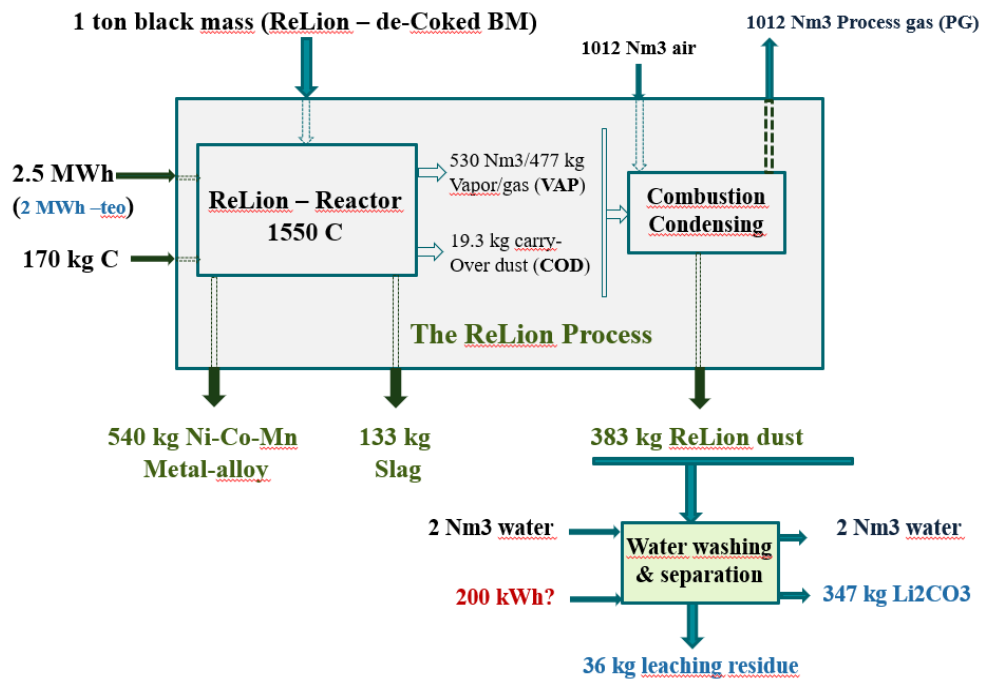 1 ton black mass (ReLion – de-Coked BM)
1012 Nm3 Process gas (PG)
1012 Nm3 air
2.5 MWh
(2 MWh –teo)
170 kg C
ReLion – Reactor
1550 C
530 Nm3/477 kg
Vapor/gas (VAP)
19.3 kg carry-
Over dust (COD)
Combustion
Condensing
The ReLion Process
540 kg Ni-Co-Mn
Metal-alloy
133 kg
Slag
383 kg ReLion dust
2 Nm3 water
200 kWh?
Water washing
& separation
2 Nm3 water
347 kg Li2CO3
36 kg leaching residue